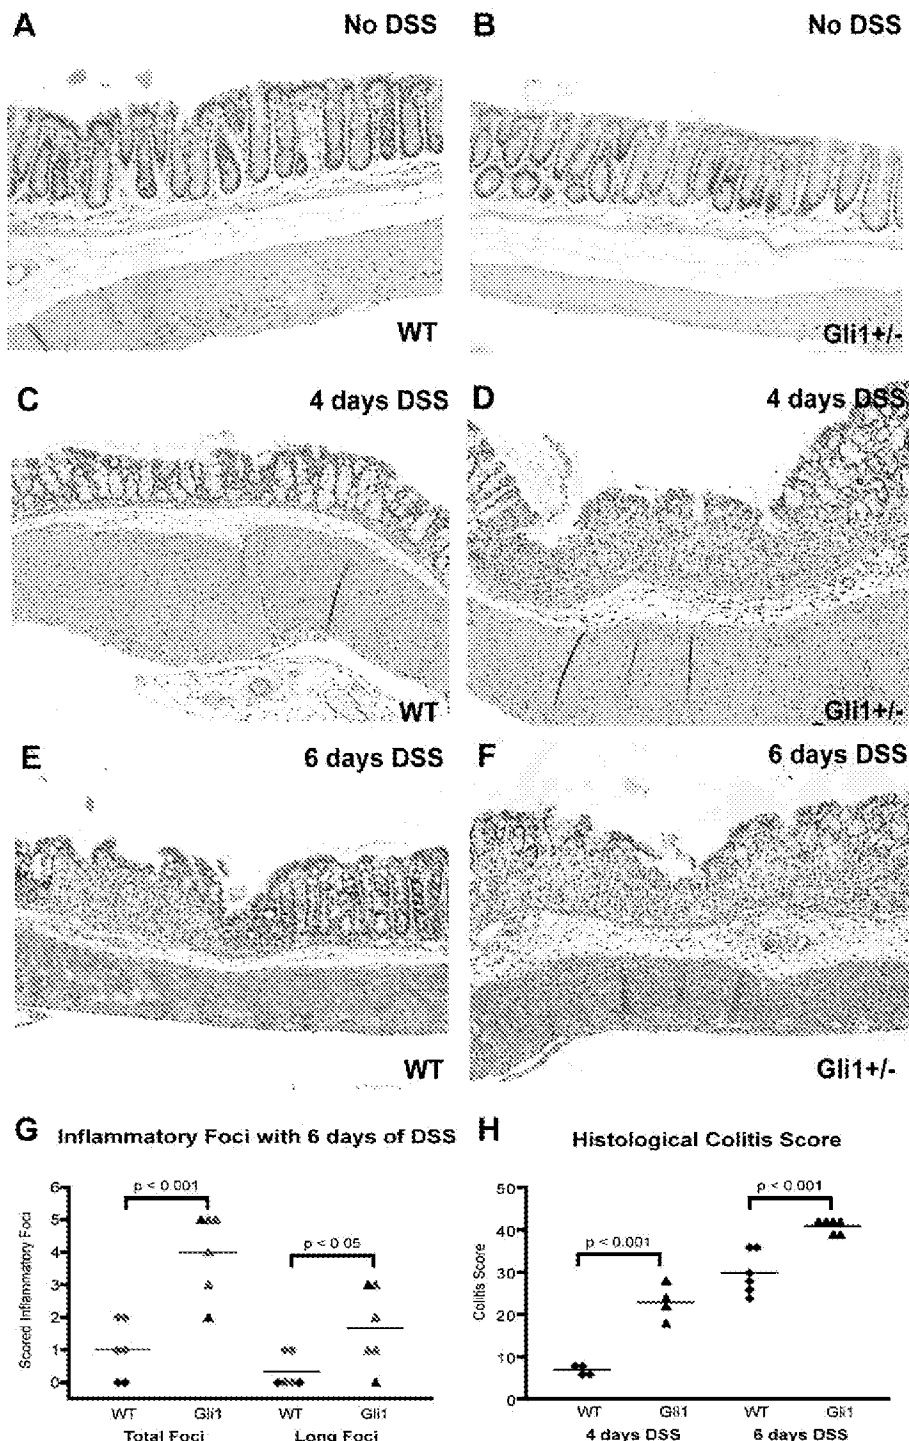 A No DSS
WT
B No DSS
Gli1+/-
C 4 days DSS
WT
D 4 days DSS
Gli1+/-
E 6 days DSS
WT
F 6 days DSS
Gli1+/-
G Inflammatory Foci with 6 days of DSS
Scored Inflammatory Foci
6
5
4
3
2
1
0
p < 0.001
p < 0.05
WT Gli1 WT Gli1
Total Foci Long Foci
H Histological Colitis Score
Colitis Score
50
40
30
20
10
0
p < 0.001
p < 0.001
WT Gli1 WT Gli1
4 days DSS 6 days DSS